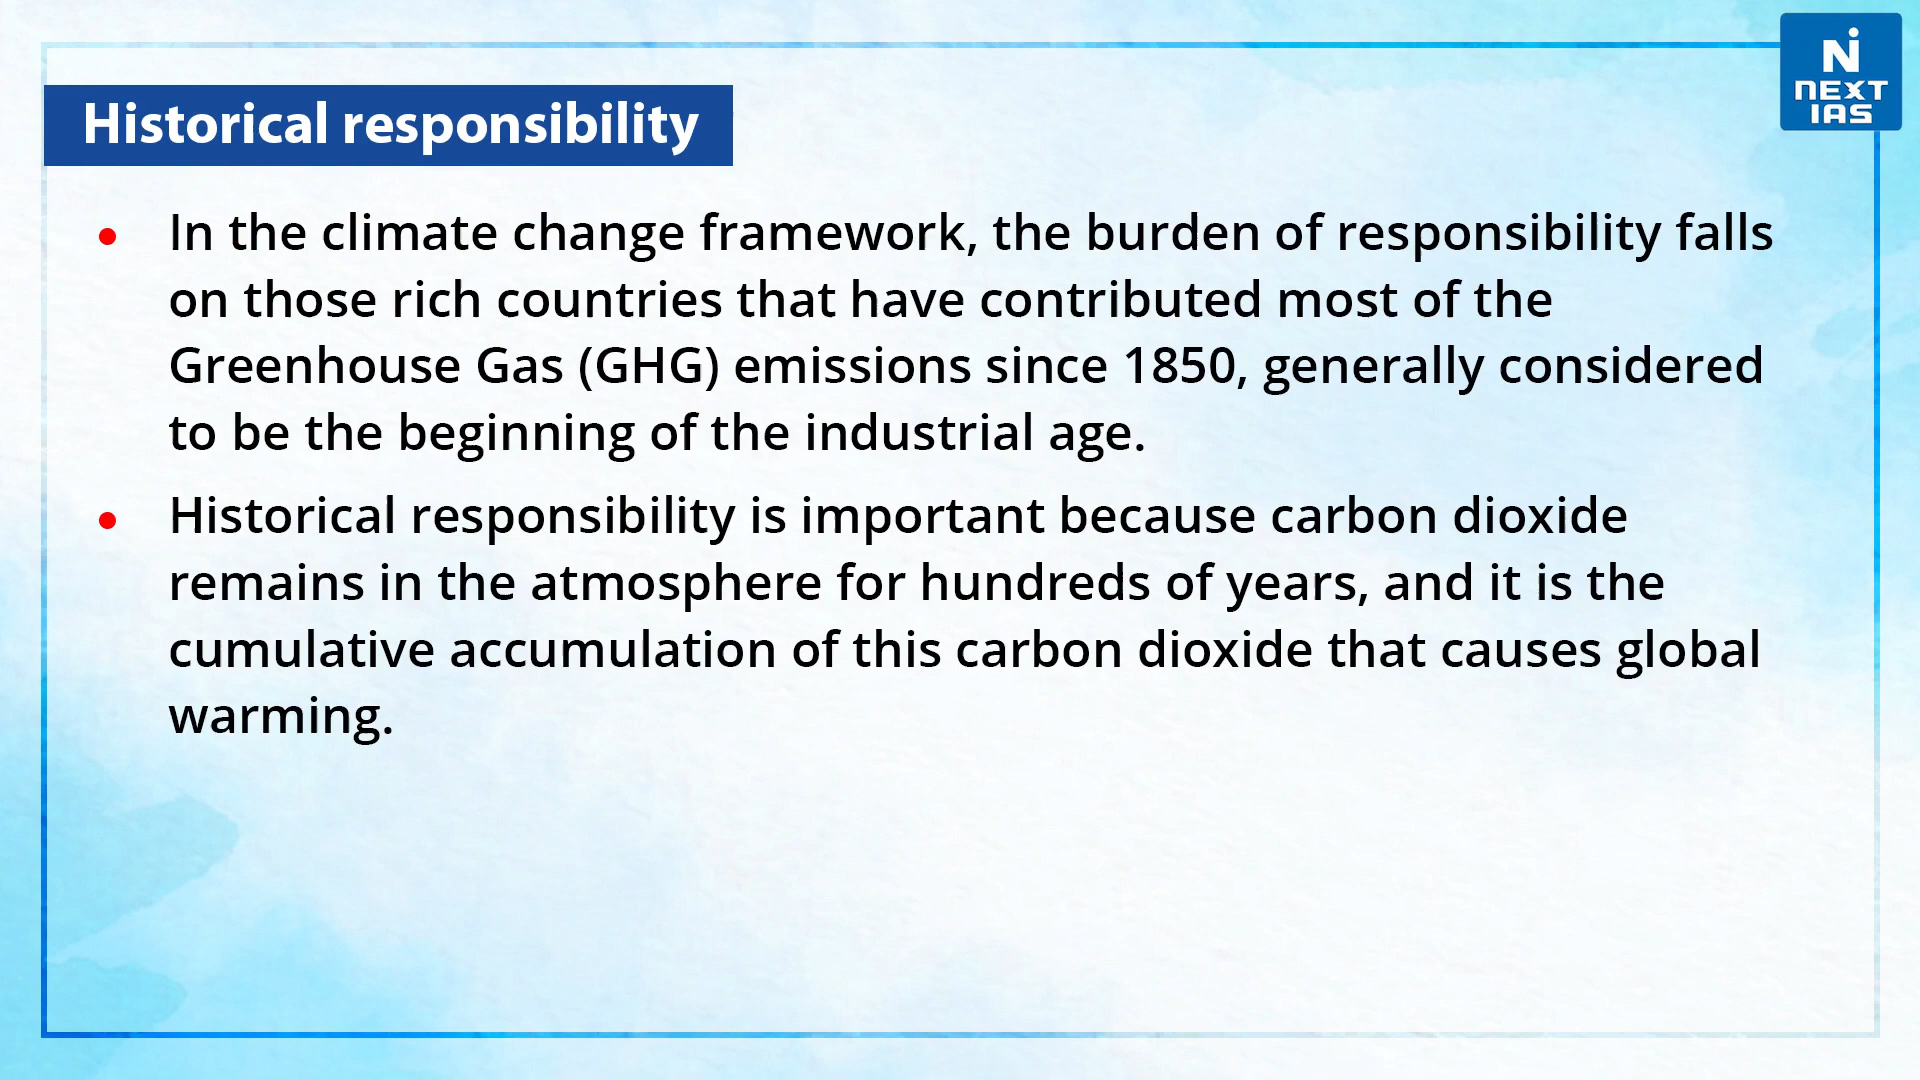 NEXT
IAS
Historical responsibility
• In the climate change framework, the burden of responsibility falls
on those rich countries that have contributed most of the
Greenhouse Gas (GHG) emissions since 1850, generally considered
to be the beginning of the industrial age.
• Historical responsibility is important because carbon dioxide
remains in the atmosphere for hundreds of years, and it is the
cumulative accumulation of this carbon dioxide that causes global
warming.